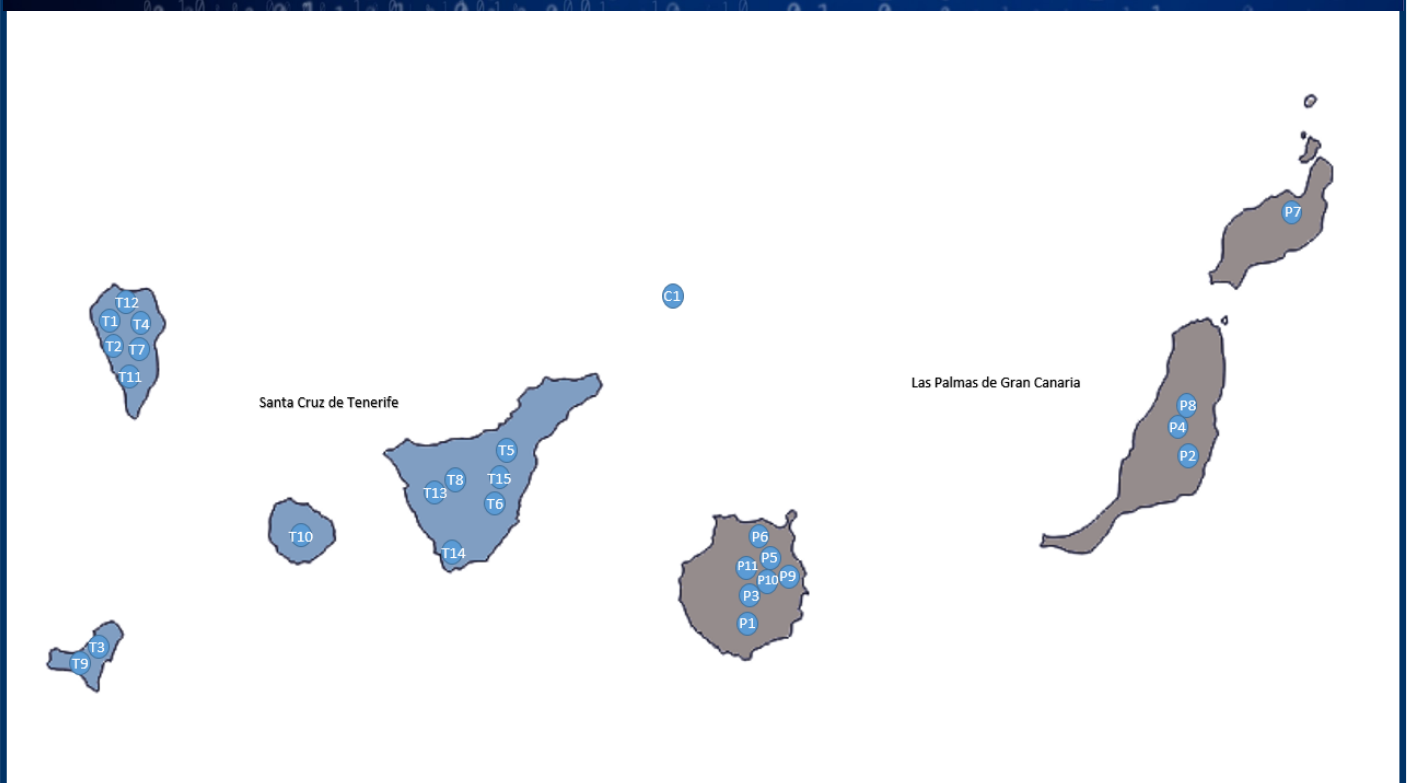 P7
C1
T12
T1
T4
T2
T7
T11
Las Palmas de Gran Canaria
Santa Cruz de Tenerife
P8
P4
P2
T5
T8
T15
T13
T6
T10
T14
P6
P5
P11
P10
P9
P3
P1
T3
T9